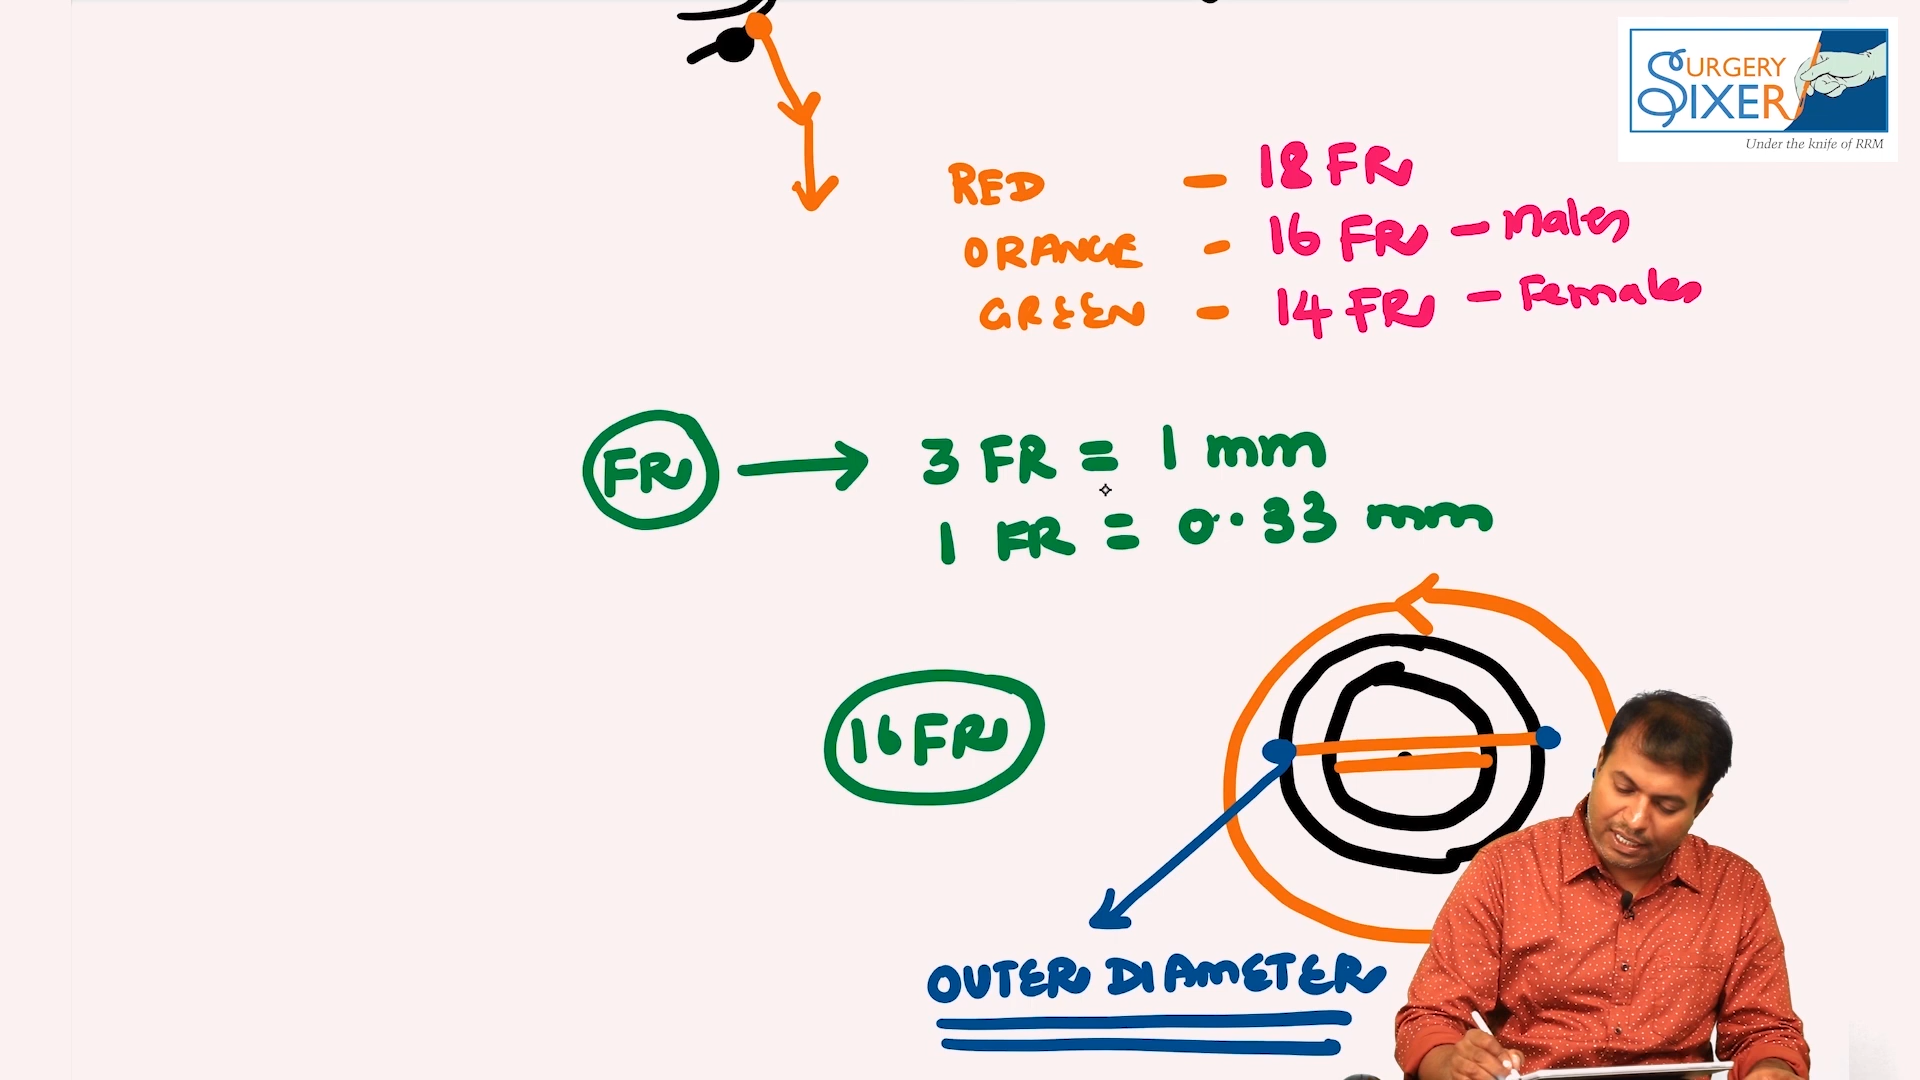 SURGERY
SIXER
Under the knife of RRM
RED - 18 FR
ORANGE - 16 FR - Males
GREEN - 14 FR - Females
FR → 3 FR = 1 mm
1 FR = 0.33 mm
16 FR
OUTER DIAMETER